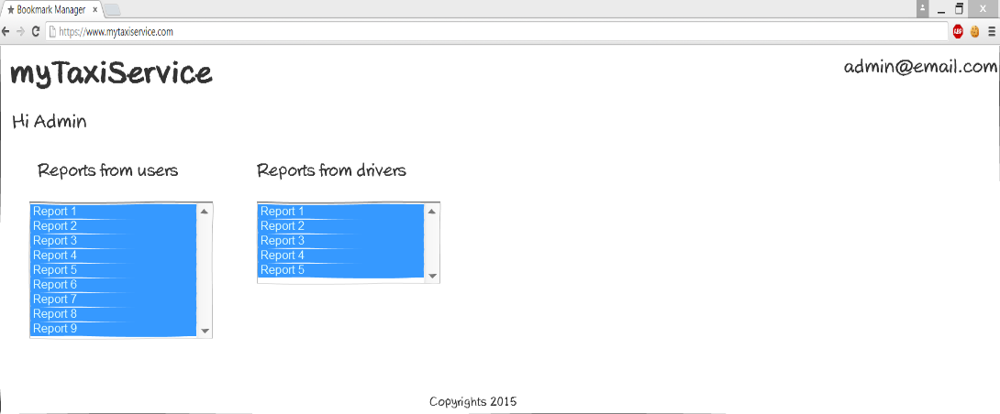 Bookmark Manager
https://www.mytaxiservice.com
ABP
myTaxiService
admin@email.com
Hi Admin
Reports from users
Reports from drivers
Report 1
Report 2
Report 3
Report 4
Report 5
Report 6
Report 7
Report 8
Report 9
Report 1
Report 2
Report 3
Report 4
Report 5
Copyrights 2015